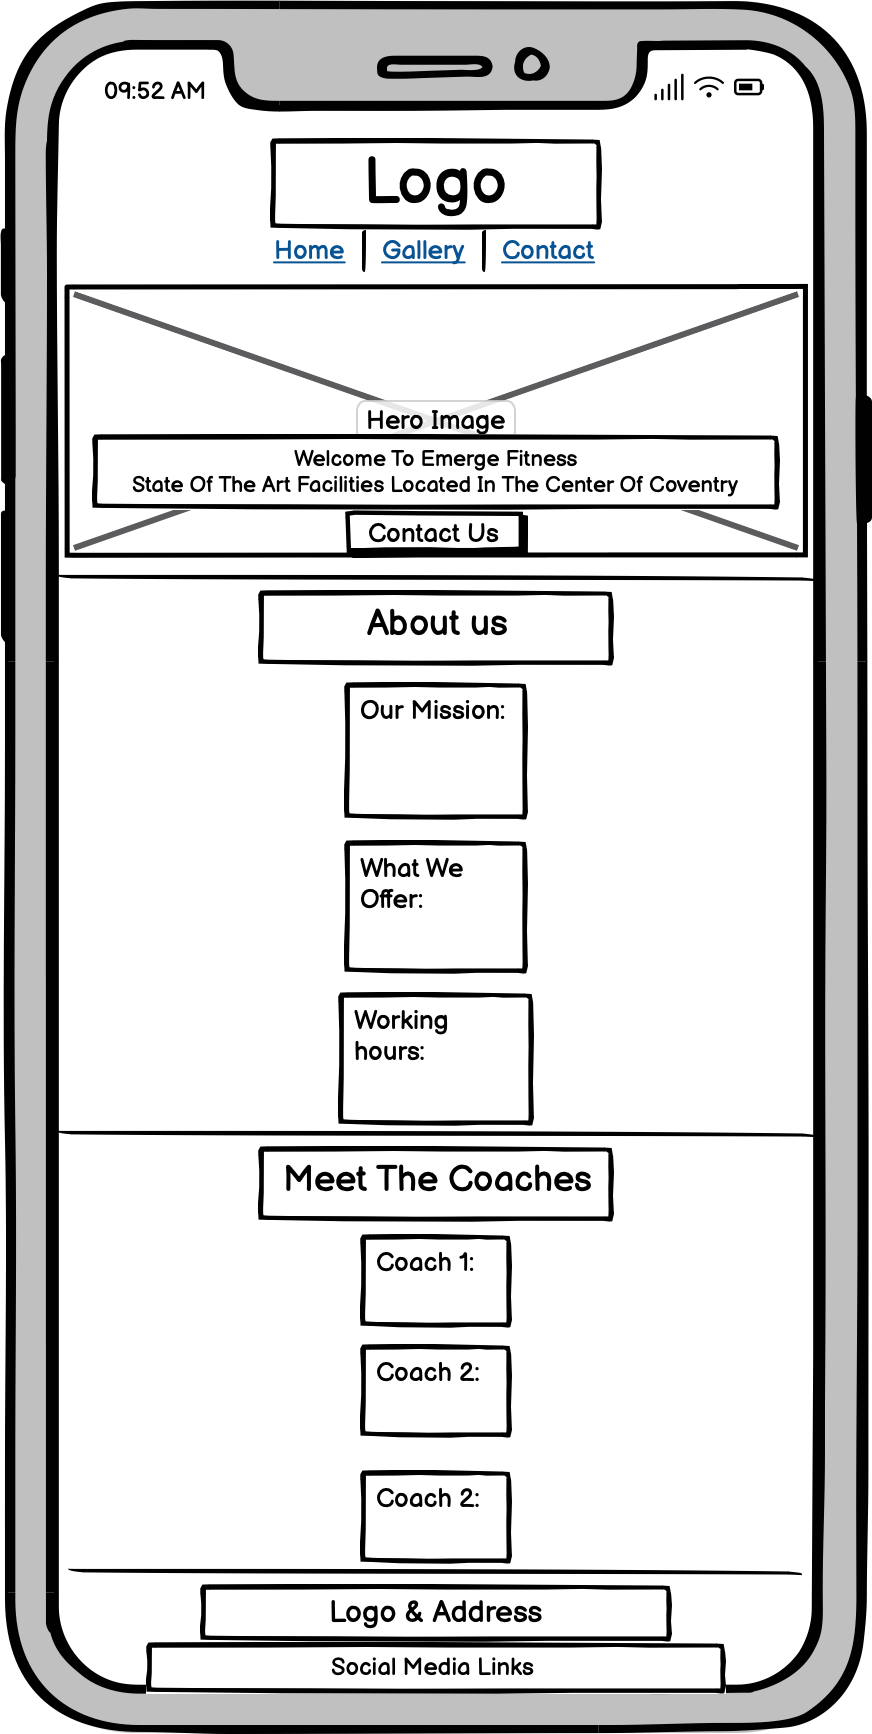 09:52 AM
Logo
Home Gallery Contact
Hero Image
Welcome To Emerge Fitness
State Of The Art Facilities Located In The Center Of Coventry
Contact Us
About us
Our Mission:
What We
Offer:
Working
hours:
Meet The Coaches
Coach 1:
Coach 2:
Coach 2:
Logo & Address
Social Media Links